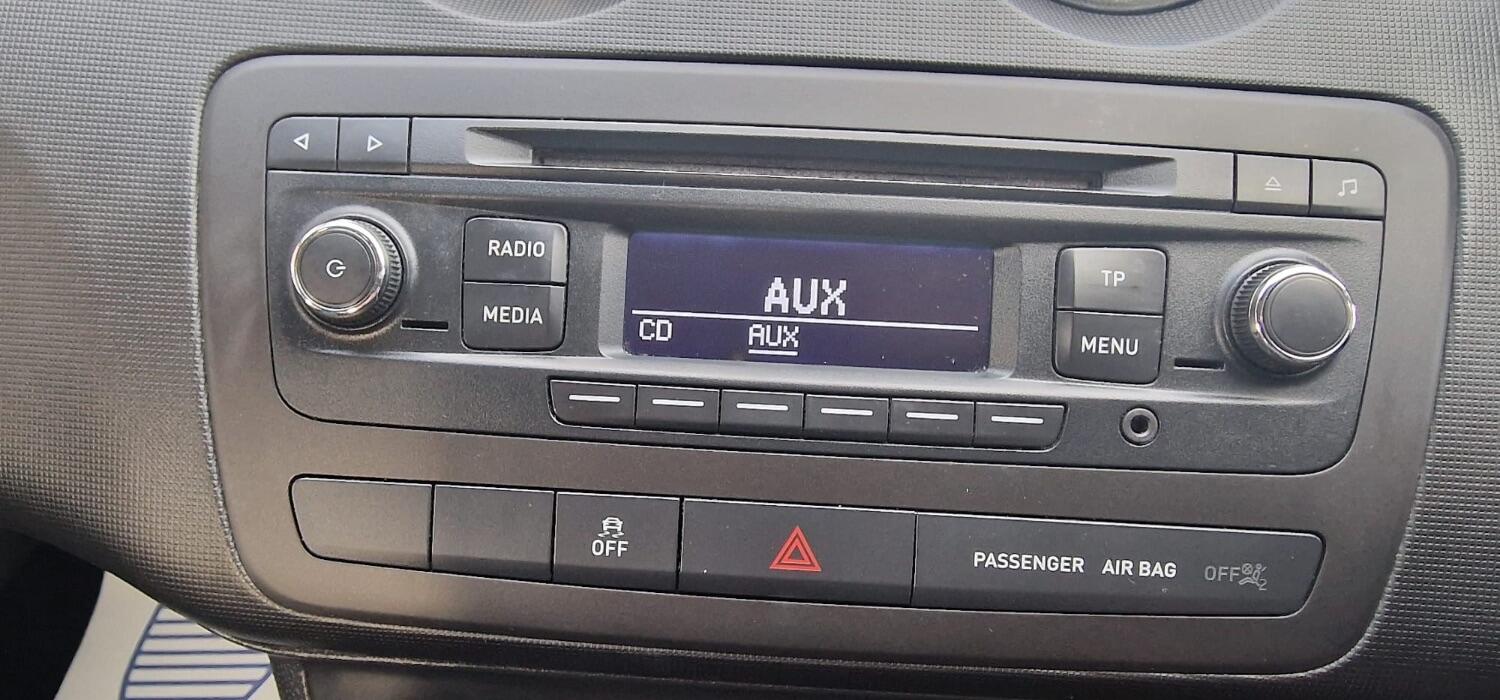 RADIO
MEDIA
AUX
CD AUX
TP
MENU
OFF
PASSENGER AIR BAG OFF